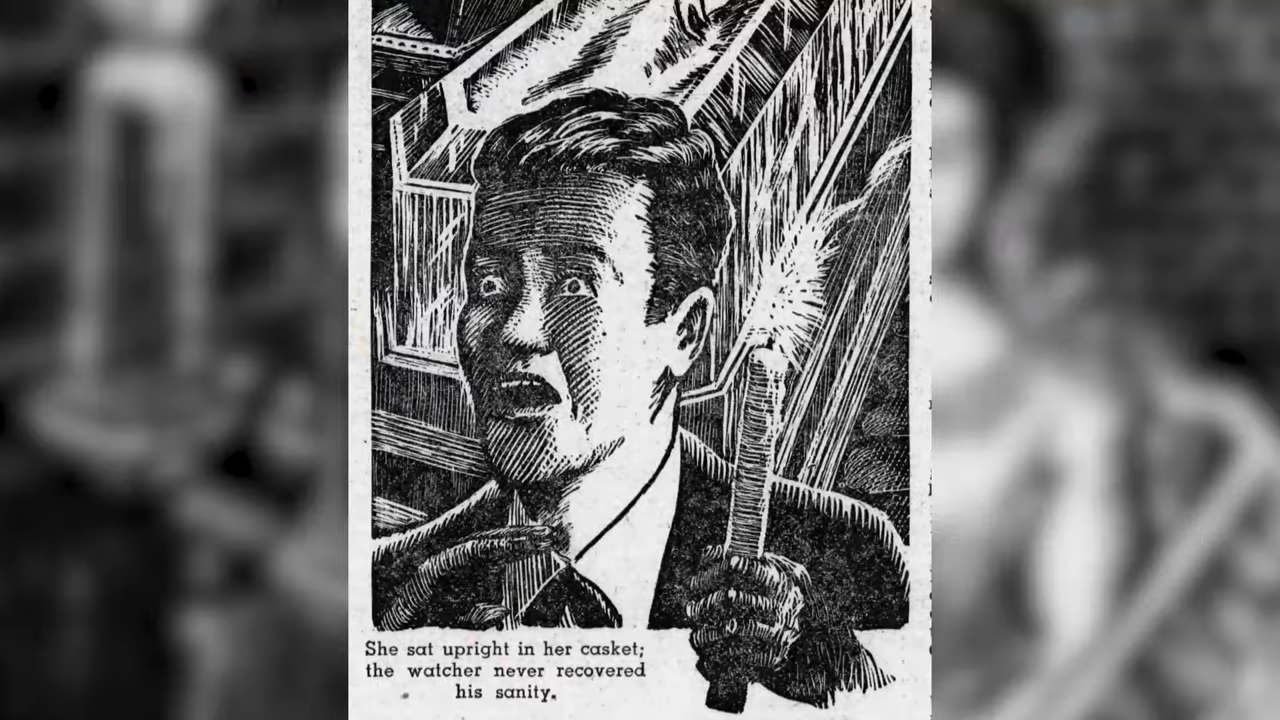 She sat upright in her casket;
the watcher never recovered
his sanity.